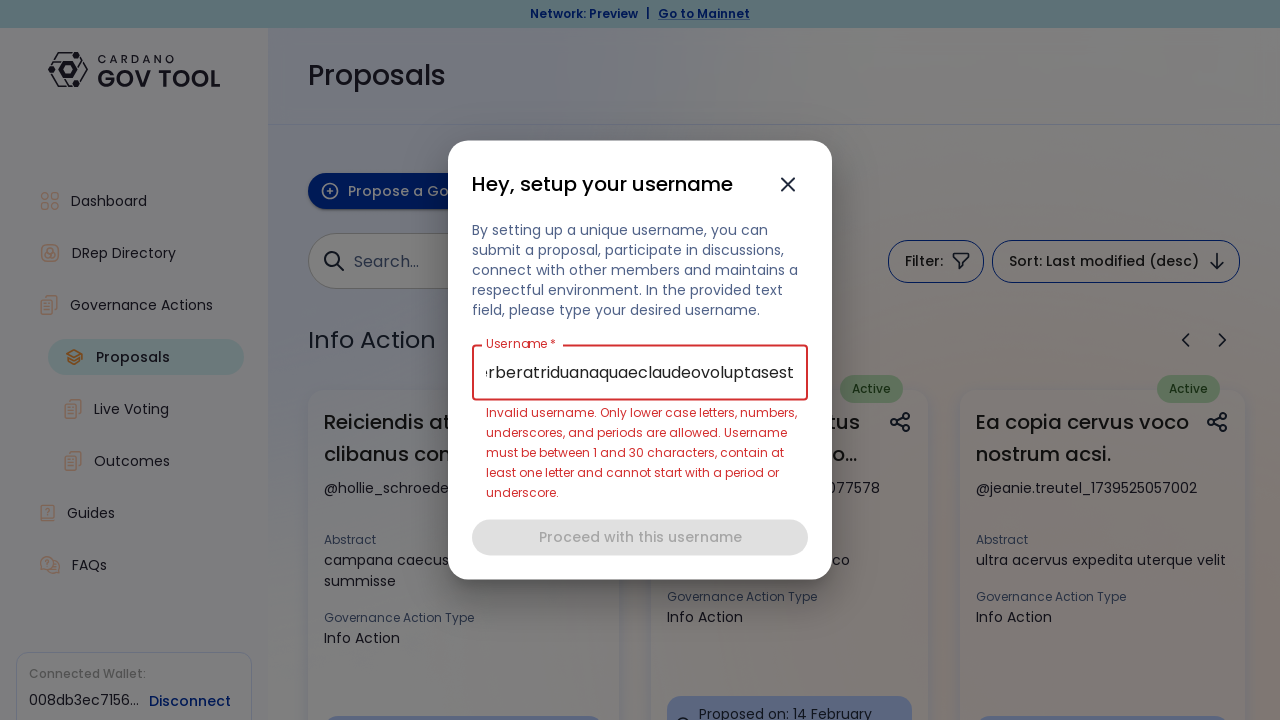 Network: Preview | Go to Mainnet
CARDANO
GOV TOOL
Proposals
Dashboard
DRep Directory
Governance Actions
Proposals
Live Voting
Outcomes
Guides
FAQs
Connected Wallet:
008db3ec7156... Disconnect
Propose a Go
Search...
Filter:
Sort: Last modified (desc)
Info Action
Hey, setup your username
By setting up a unique username, you can
submit a proposal, participate in discussions,
connect with other members and maintains a
respectful environment. In the provided text
field, please type your desired username.
Username *
erberatriduanaquaeclaudeovoluptasest
Invalid username. Only lower case letters, numbers,
underscores, and periods are allowed. Username
must be between 1 and 30 characters, contain at
least one letter and cannot start with a period or
underscore.
Proceed with this username
Reiciendis
clibanus
@hollie_schroede
Abstract
campana caecus
summisse
Governance Action Type
Info Action
Active
077578
Governance Action Type
Info Action
Proposed on: 14 February
Active
Ea copia cervus voco
nostrum acsi.
@jeanie.treutel_1739525057002
Abstract
ultra acervus expedita uterque velit
Governance Action Type
Info Action